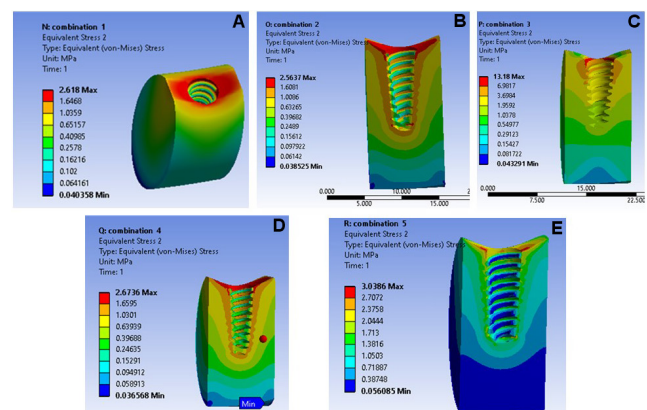 N: combination 1
Equivalent Stress 2
Type: Equivalent (von-Mises) Stress
Unit: MPa
Time: 1
2.618 Max
1.6468
1.0359
0.65157
0.40985
0.2578
0.16216
0.102
0.064161
0.040358 Min
A
O: combination 2
Equivalent Stress 2
Type: Equivalent (von-Mises) Stress
Unit: MPa
Time: 1
2.5637 Max
1.6081
1.0086
0.63265
0.39682
0.2489
0.15612
0.097922
0.06142
0.038525 Min
B
0.000
10.000
5.000
15.000
P: combination 3
Equivalent Stress 2
Type: Equivalent (von-Mises) Stress
Unit: MPa
Time: 1
13.18 Max
6.9817
3.6984
1.9592
1.0378
0.54977
0.29123
0.15427
0.081722
0.043291 Min
C
0.000
15.000
7.500
22.500
Q: combination 4
Equivalent Stress 2
Type: Equivalent (von-Mises) Stress
Unit: MPa
Time: 1
2.6736 Max
1.6595
1.0301
0.63939
0.39688
0.24635
0.15291
0.094912
0.058913
0.036568 Min
D
Min
R: combination 5
Equivalent Stress 2
Type: Equivalent (von-Mises) Stress
Unit: MPa
Time: 1
3.0386 Max
2.7072
2.3758
2.0444
1.713
1.3816
1.0503
0.71887
0.38748
0.056085 Min
E